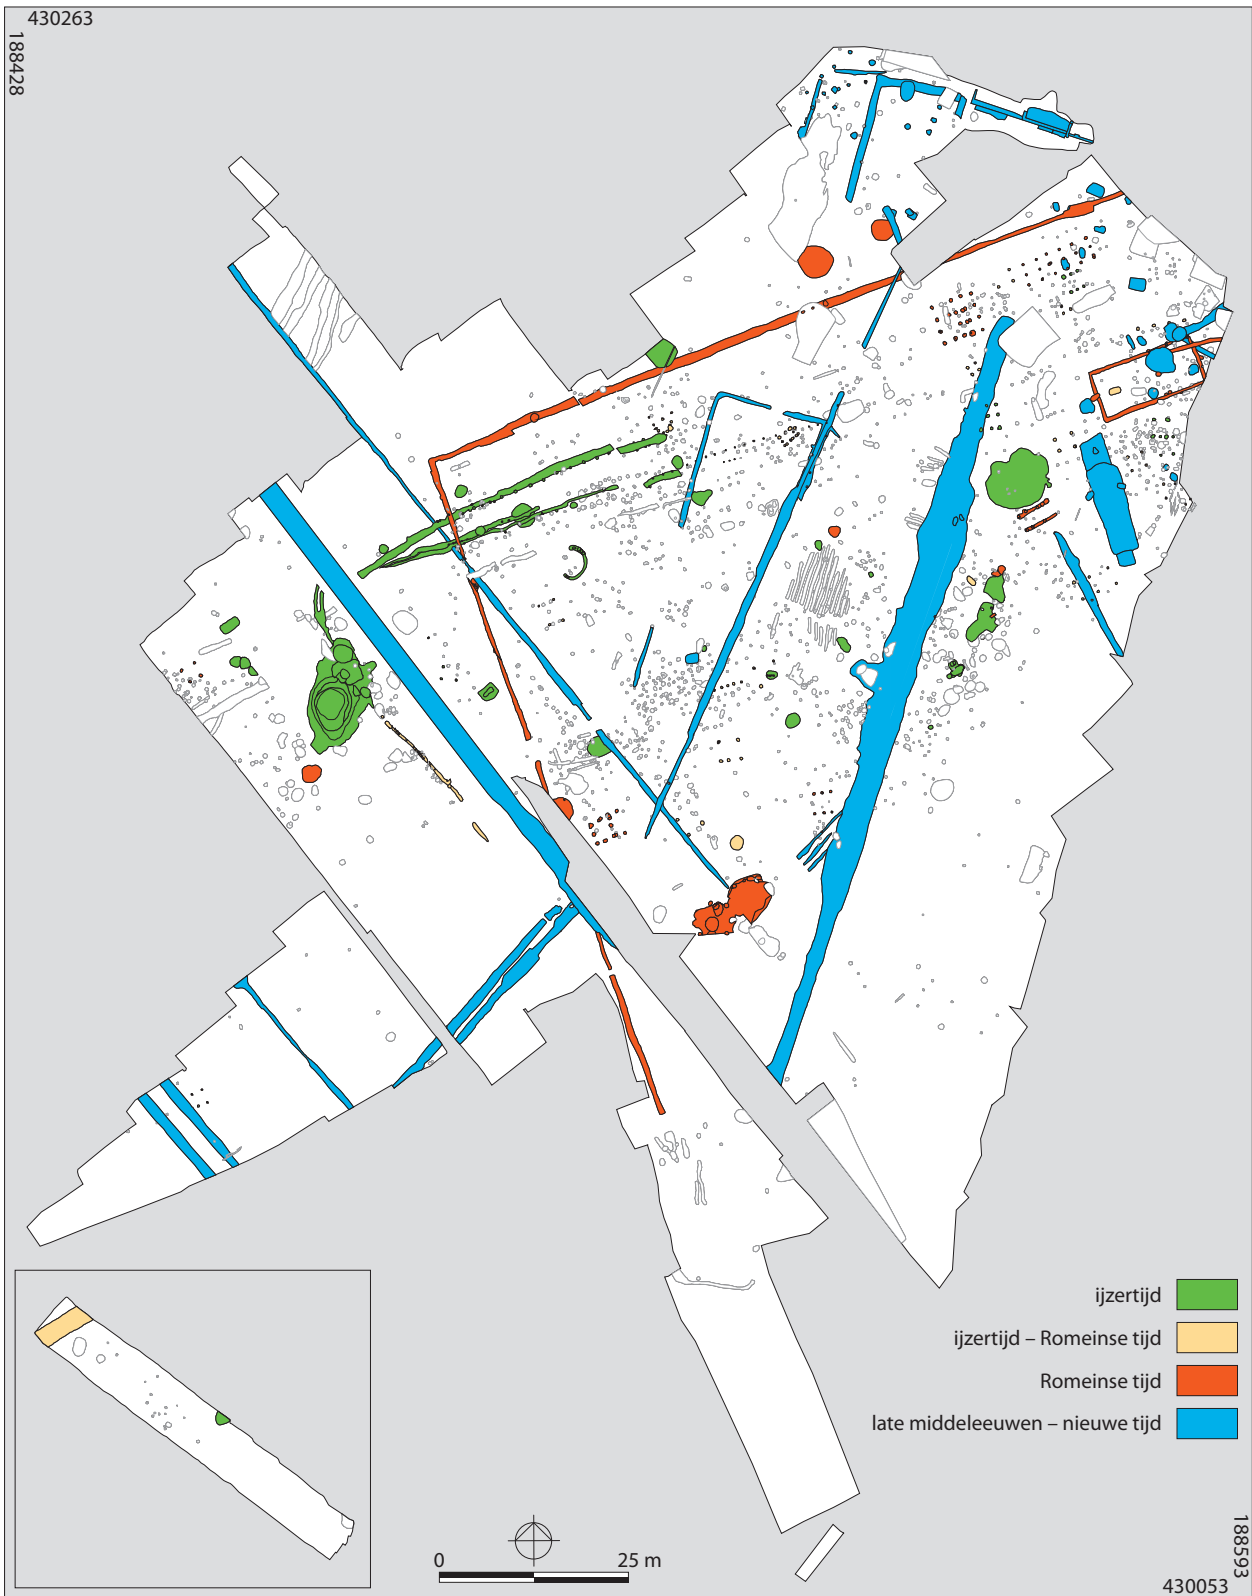 430263
188428
ijzertijd
ijzertijd – Romeinse tijd
Romeinse tijd
late middeleeuwen – nieuwe tijd
0 25 m
188593
430053